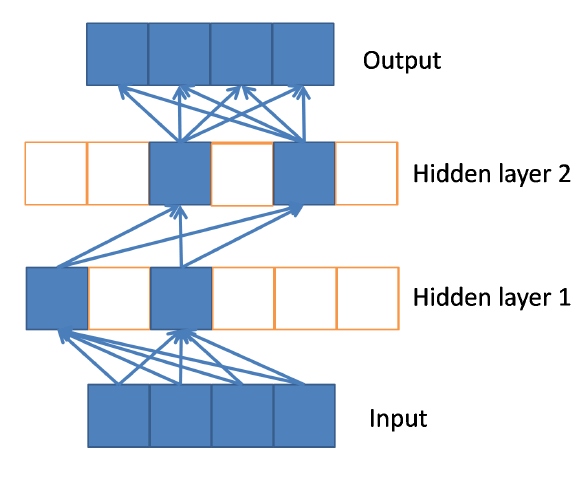 Output
Hidden layer 2
Hidden layer 1
Input